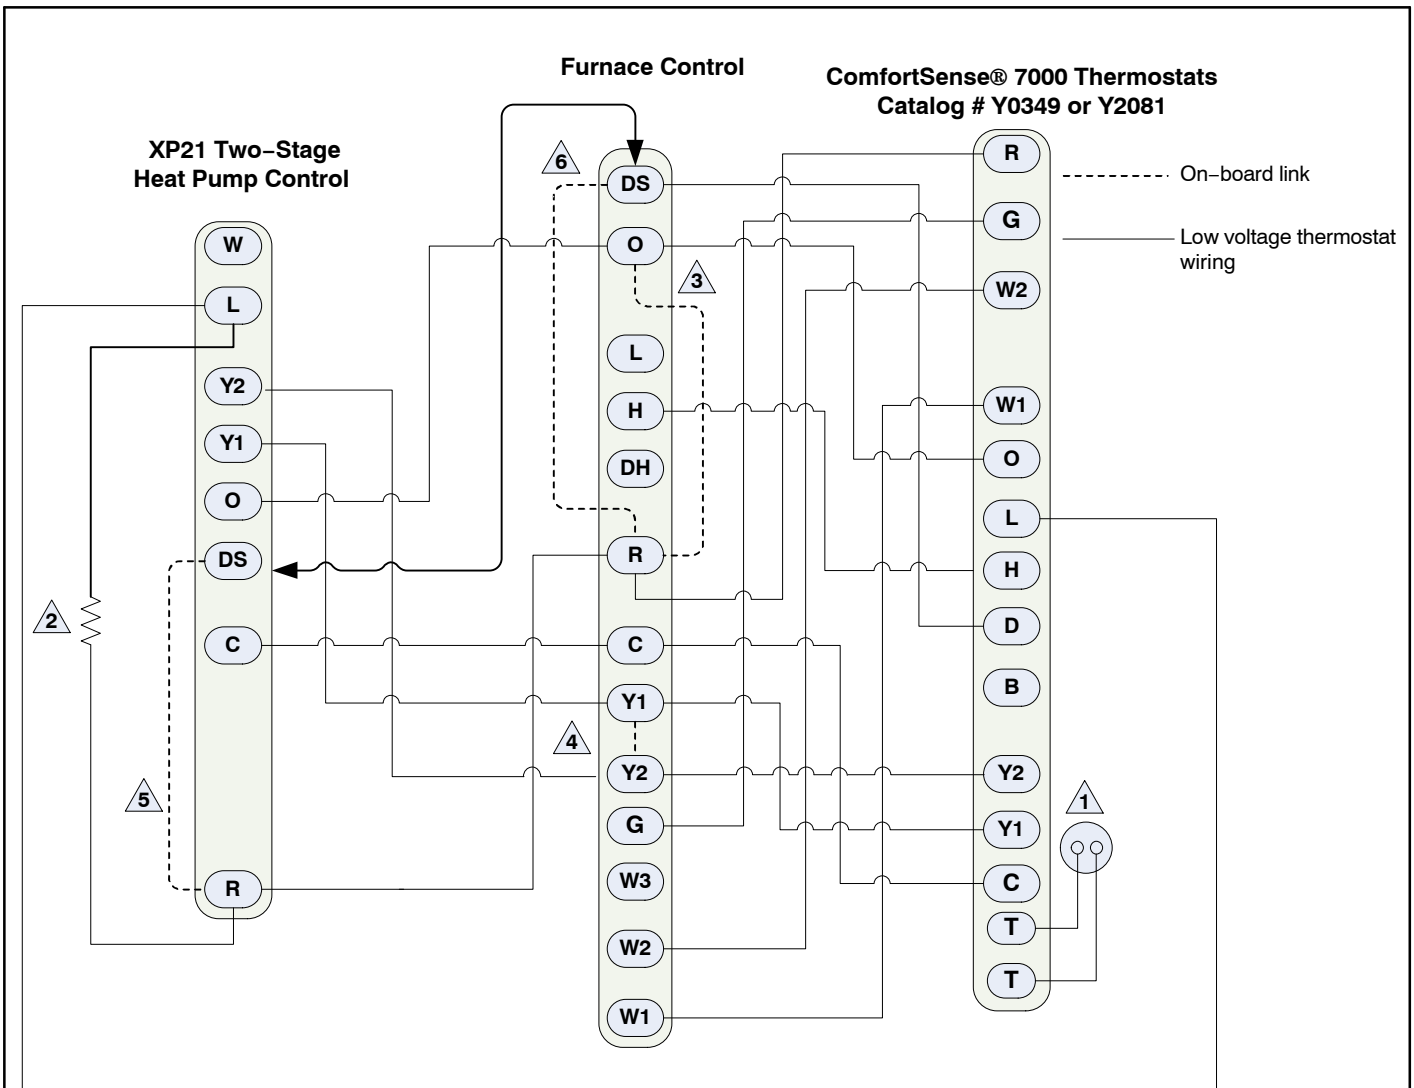 Furnace Control
ComfortSense® 7000 Thermostats
Catalog # Y0349 or Y2081
XP21 Two−Stage
Heat Pump Control
On−board link
Low voltage thermostat
wiring
W
L
Y2
Y1
O
DS
C
R
2
5
6
3
4
DS
O
L
H
DH
R
C
Y1
Y2
G
W3
W2
W1
R
G
W2
W1
O
L
H
D
B
Y2
Y1
C
T
T
1